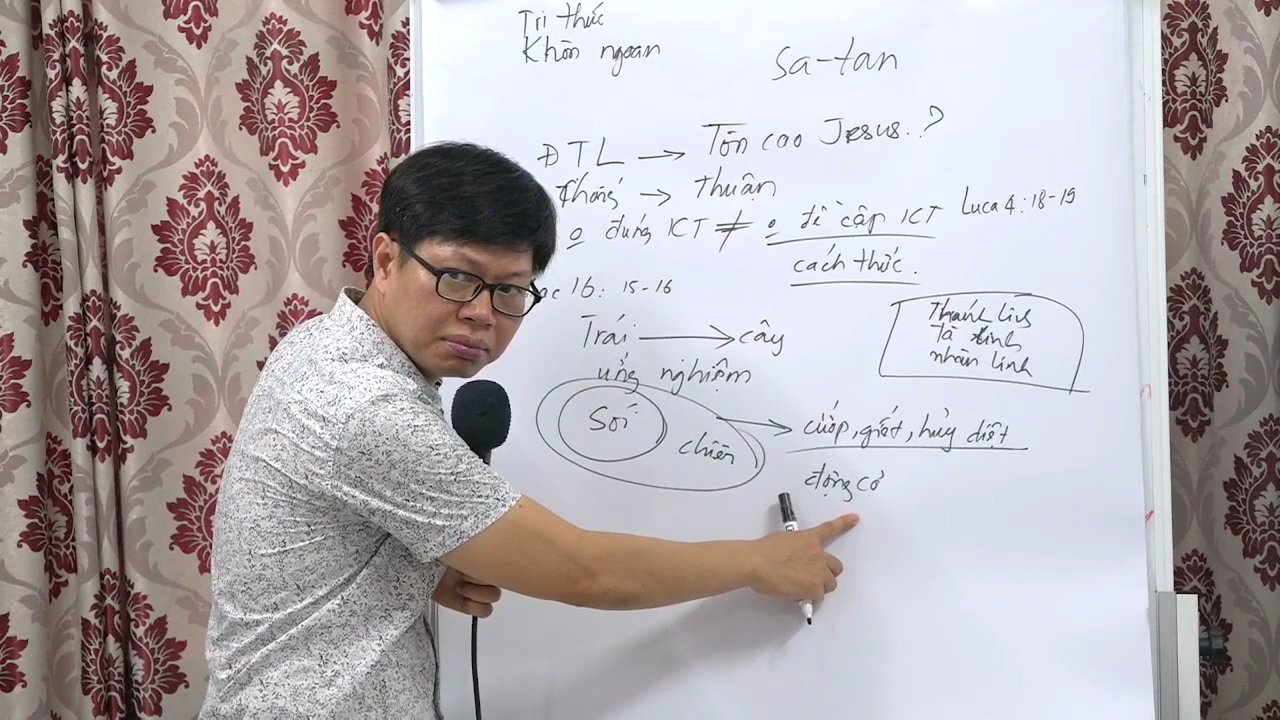 Tri thức
Khôn ngoan
Sa-tan
ĐTL → Tôn cao Jesus..?
→ thuận
o đúng KT ≠ o đề cập KT Luca 4:18-19
cách thức.
16: 15-16
Trái → cây
ứng nghiệm
Thánh linh
Tà linh
nhân linh
Sói
chiên
→ cướp, giết, hủy diệt
động cơ